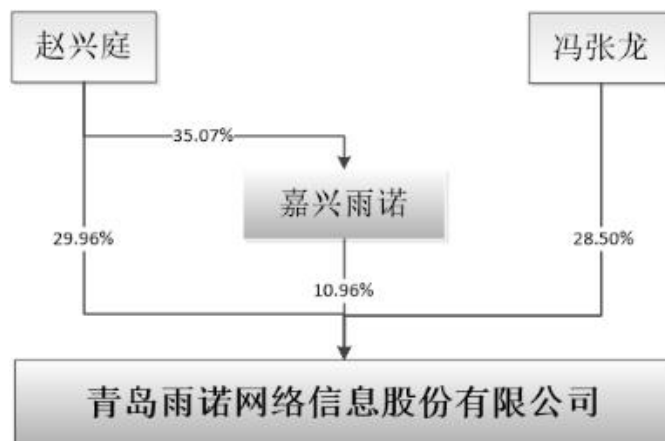 赵兴庭
冯张龙
35.07%
嘉兴雨诺
29.96%
28.50%
10.96%
青岛雨诺网络信息股份有限公司